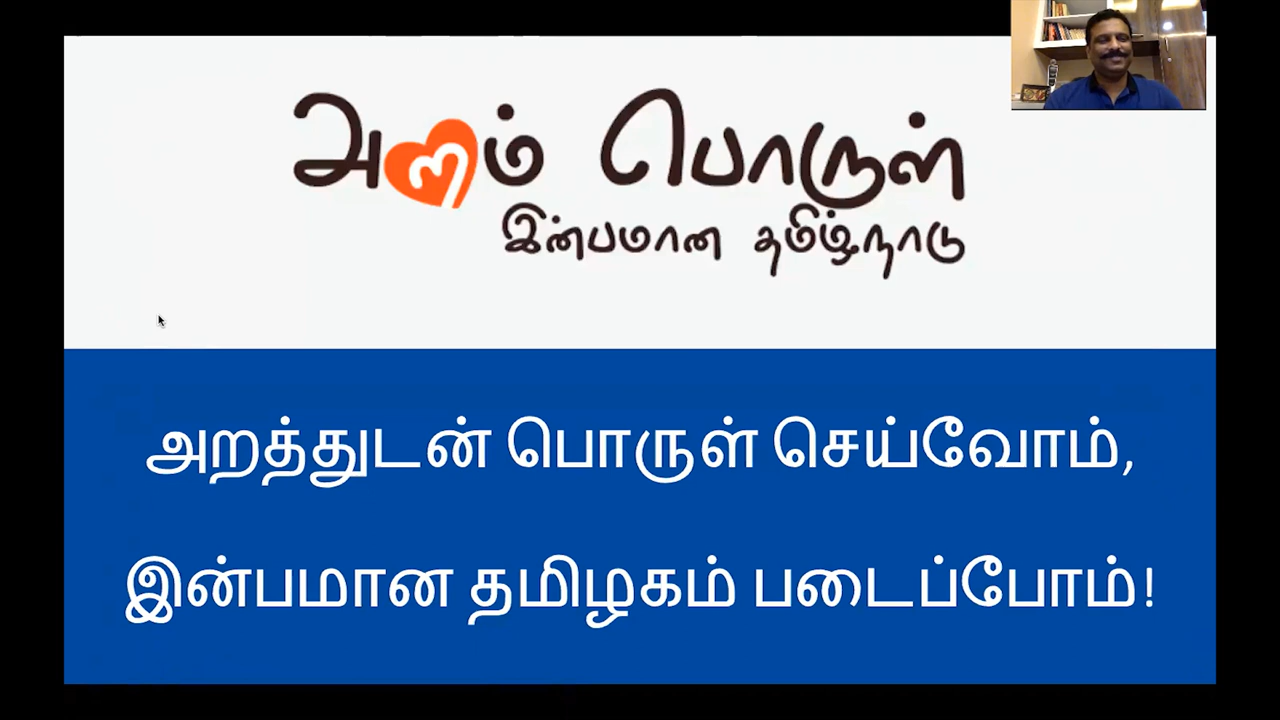 அறம் பொருள்
இன்பமான தமிழ்நாடு
அறத்துடன் பொருள் செய்வோம்,
இன்பமான தமிழகம் படைப்போம்!